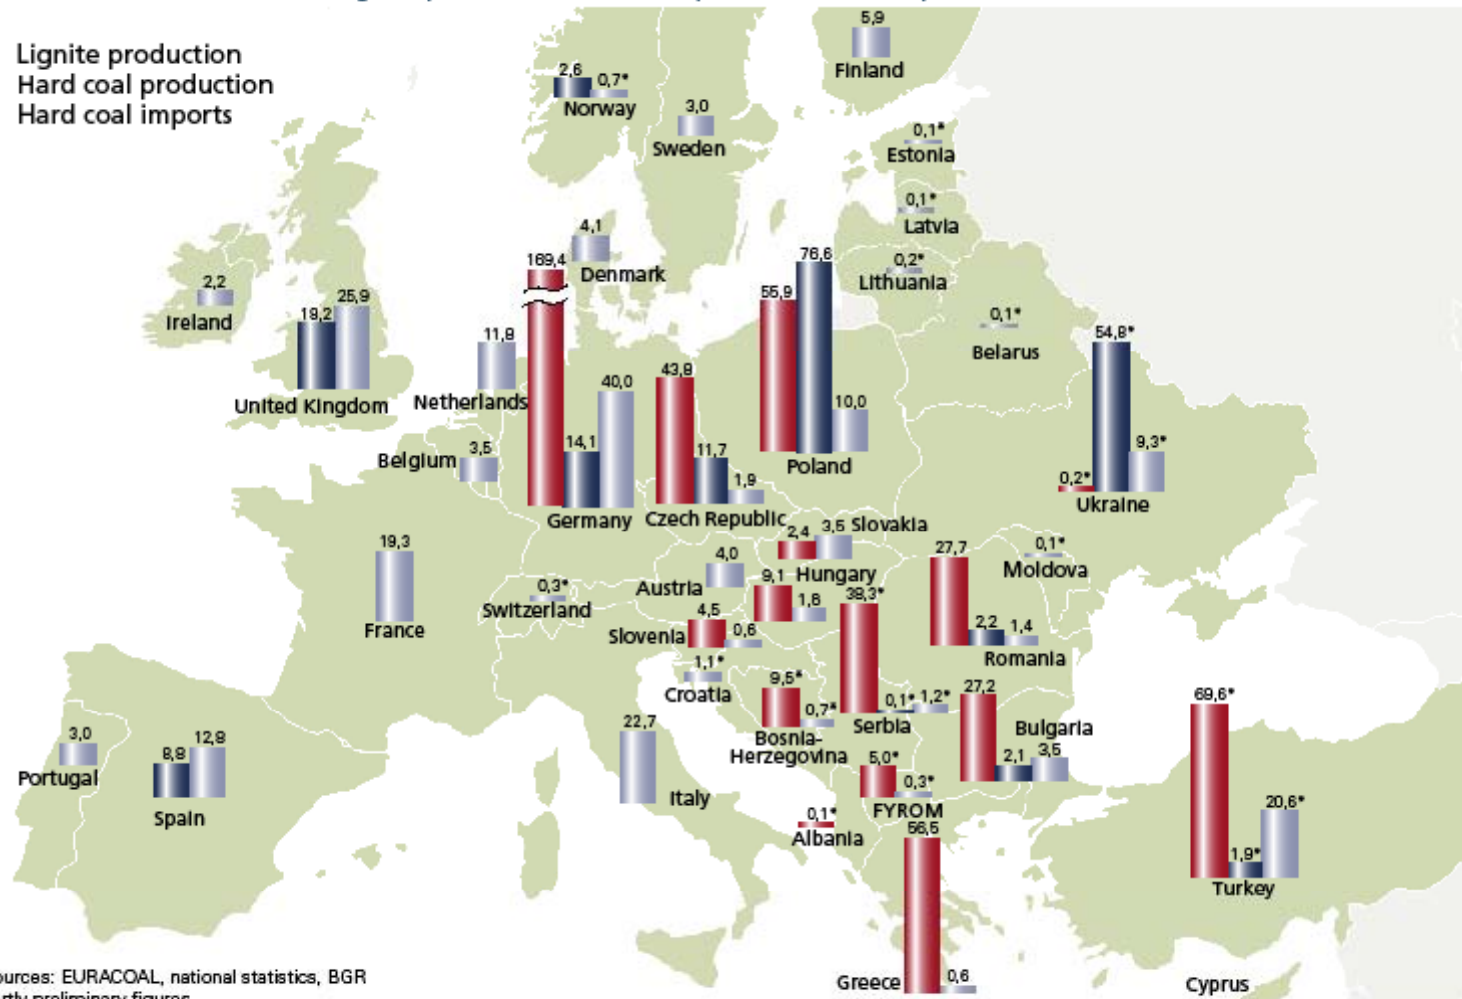 Lignite production
Hard coal production
Hard coal imports
5,9
Finland
2,6 0,7*
Norway
3,0
Sweden
0,1*
Estonia
0,1*
Latvia
0,2*
Lithuania
0,1*
Belarus
4,1
Denmark
2,2
Ireland
18,2 25,9
United Kingdom
11,8
Netherlands
3,5
Belgium
169,4 14,1 40,0
Germany
43,8 11,7 1,9
Czech Republic
55,9 76,6 10,0
Poland
0,2* 54,8* 9,3*
Ukraine
2,4 3,5 Slovakia
4,0
Austria
9,1 1,8
Hungary
0,3*
Switzerland
19,3
France
4,5 0,6
Slovenia
1,1*
Croatia
9,5* 0,7*
Bosnia-
Herzegovina
38,3* 0,1* 1,2*
Serbia
27,7 2,2 1,4
Romania
0,1*
Moldova
27,2 2,1 3,5
Bulgaria
5,0* 0,3*
FYROM
0,1*
Albania
56,5 0,6
Greece
22,7
Italy
3,0
Portugal
8,8 12,8
Spain
69,6* 1,9* 20,6*
Turkey
Cyprus
ources: EURACOAL, national statistics, BGR